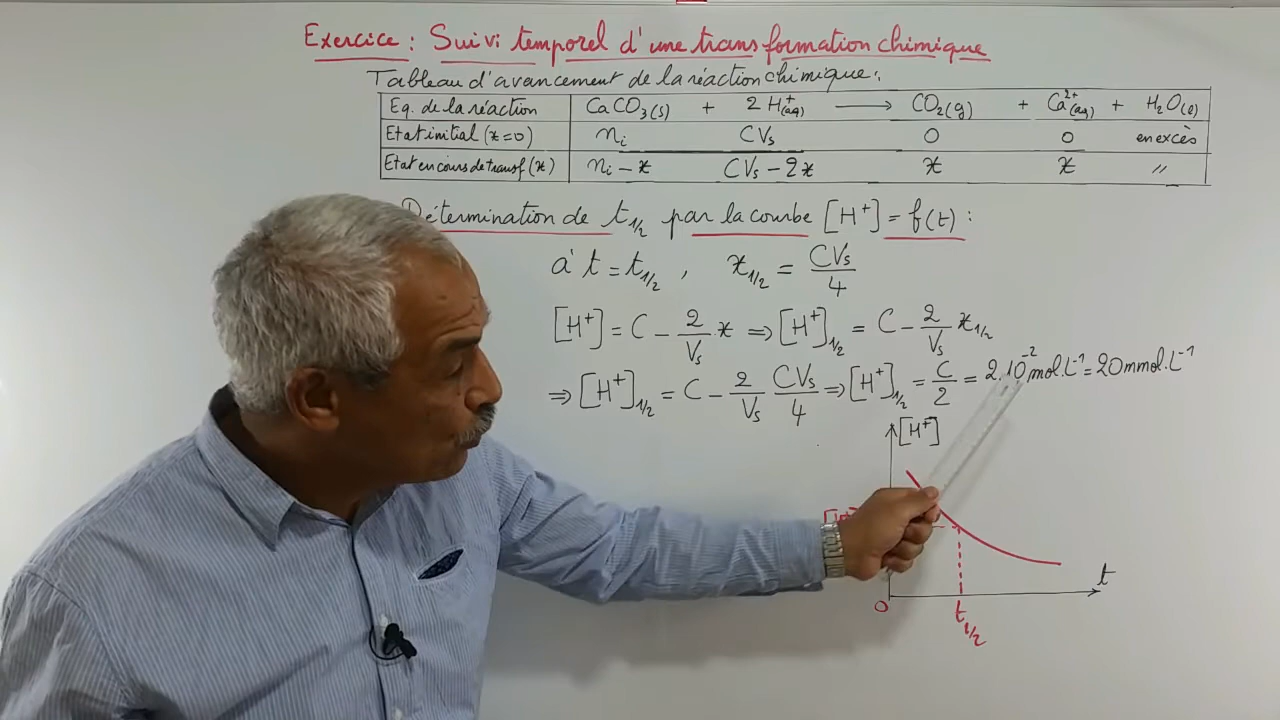 Exercice : Suivi temporel d'une transformation chimique
Tableau d'avancement de la réaction chimique :
Eq. de la réaction CaCO₃(s) + 2 H⁺(aq) ⟶ CO₂(g) + Ca²⁺(aq) + H₂O(l)
Etat initial (x=0) nᵢ CVₛ 0 0 en excès
Etat en cours de transf (x) nᵢ - x CVₛ - 2x x x //
Détermination de t₁/₂ par la courbe [H⁺] = f(t) :
à t = t₁/₂ , x₁/₂ = CVₛ/4
[H⁺] = C - 2/Vₛ x ⟹ [H⁺]₁/₂ = C - 2/Vₛ x₁/₂
⟹ [H⁺]₁/₂ = C - 2/Vₛ CVₛ/4 ⟹ [H⁺]₁/₂ = C/2 = 2.10⁻² mol.L⁻¹ = 20 mmol.L⁻¹
[H⁺]
t
0
t₁/₂